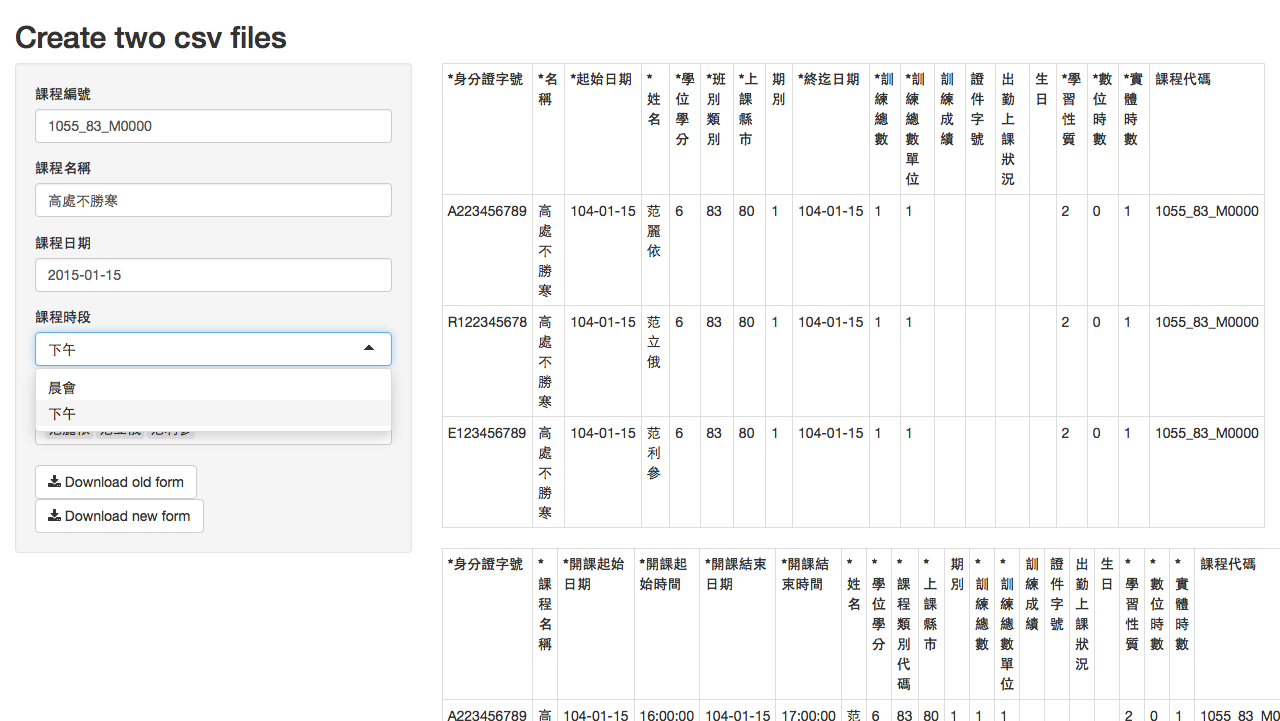 Create two csv files
課程編號
1055_83_M0000
課程名稱
高處不勝寒
課程日期
2015-01-15
課程時段
下午
晨會
下午
Download old form
Download new form
*身分證字號 *名稱 *起始日期 *姓名 *學位學分 *班別類別 *上課縣市 期別 *終迄日期 *訓練總數 *訓練總數單位 訓練成績 證件字號 出勤上課狀況 生日 *學習性質 *數位時數 *實體時數 課程代碼
A223456789 高處不勝寒 104-01-15 范麗依 6 83 80 1 104-01-15 1 1 2 0 1 1055_83_M0000
R122345678 高處不勝寒 104-01-15 范立俄 6 83 80 1 104-01-15 1 1 2 0 1 1055_83_M0000
E123456789 高處不勝寒 104-01-15 范利參 6 83 80 1 104-01-15 1 1 2 0 1 1055_83_M0000
*身分證字號 *課程名稱 *開課起始日期 *開課起始時間 *開課結束日期 *開課結束時間 *姓名 *學位學分 *課程類別代碼 *上課縣市 期別 *訓練總數 *訓練總數單位 訓練成績 證件字號 出勤上課狀況 生日 *學習性質 *數位時數 *實體時數 課程代碼
A223456789 高 104-01-15 16:00:00 104-01-15 17:00:00 范 6 83 80 1 1 1 2 0 1 1055_83_M0